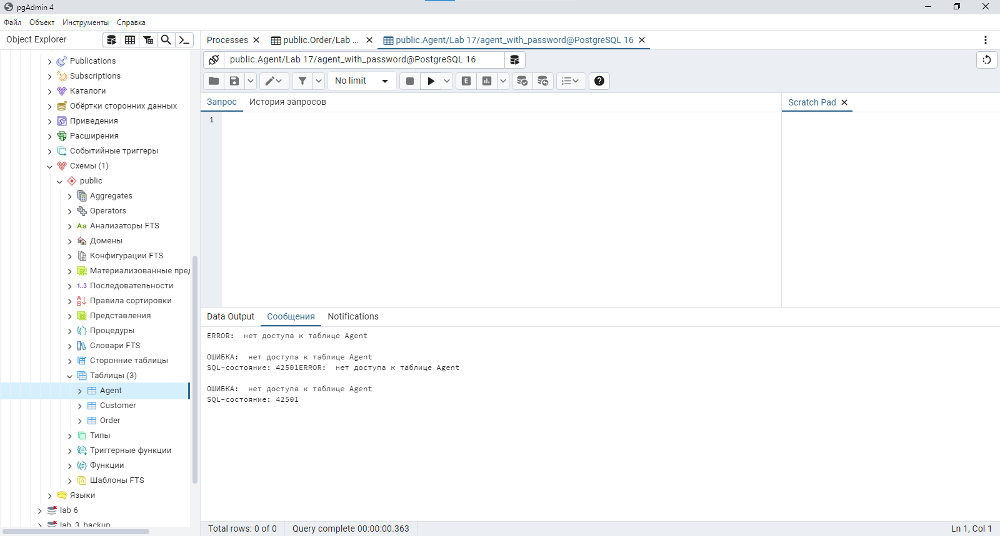 pgAdmin 4
Файл Объект Инструменты Справка
Object Explorer
Publications
Subscriptions
Каталоги
Обёртки сторонних данных
Приведения
Расширения
Событийные триггеры
Схемы (1)
public
Aggregates
Operators
Aa Анализаторы FTS
Домены
Конфигурации FTS
Материализованные пред
1..3 Последовательности
Правила сортировки
Представления
Процедуры
Словари FTS
Сторонние таблицы
Таблицы (3)
Agent
Customer
Order
Типы
Триггерные функции
Функции
Шаблоны FTS
Языки
lab 6
lab_3_backup
Processes public.Order/Lab ... public.Agent/Lab 17/agent_with_password@PostgreSQL 16
public.Agent/Lab 17/agent_with_password@PostgreSQL 16
No limit E
Запрос История запросов
Scratch Pad
1
Data Output Сообщения Notifications
ERROR: нет доступа к таблице Agent
ОШИБКА: нет доступа к таблице Agent
SQL-состояние: 42501ERROR: нет доступа к таблице Agent
ОШИБКА: нет доступа к таблице Agent
SQL-состояние: 42501
Total rows: 0 of 0 Query complete 00:00:00.363 Ln 1, Col 1